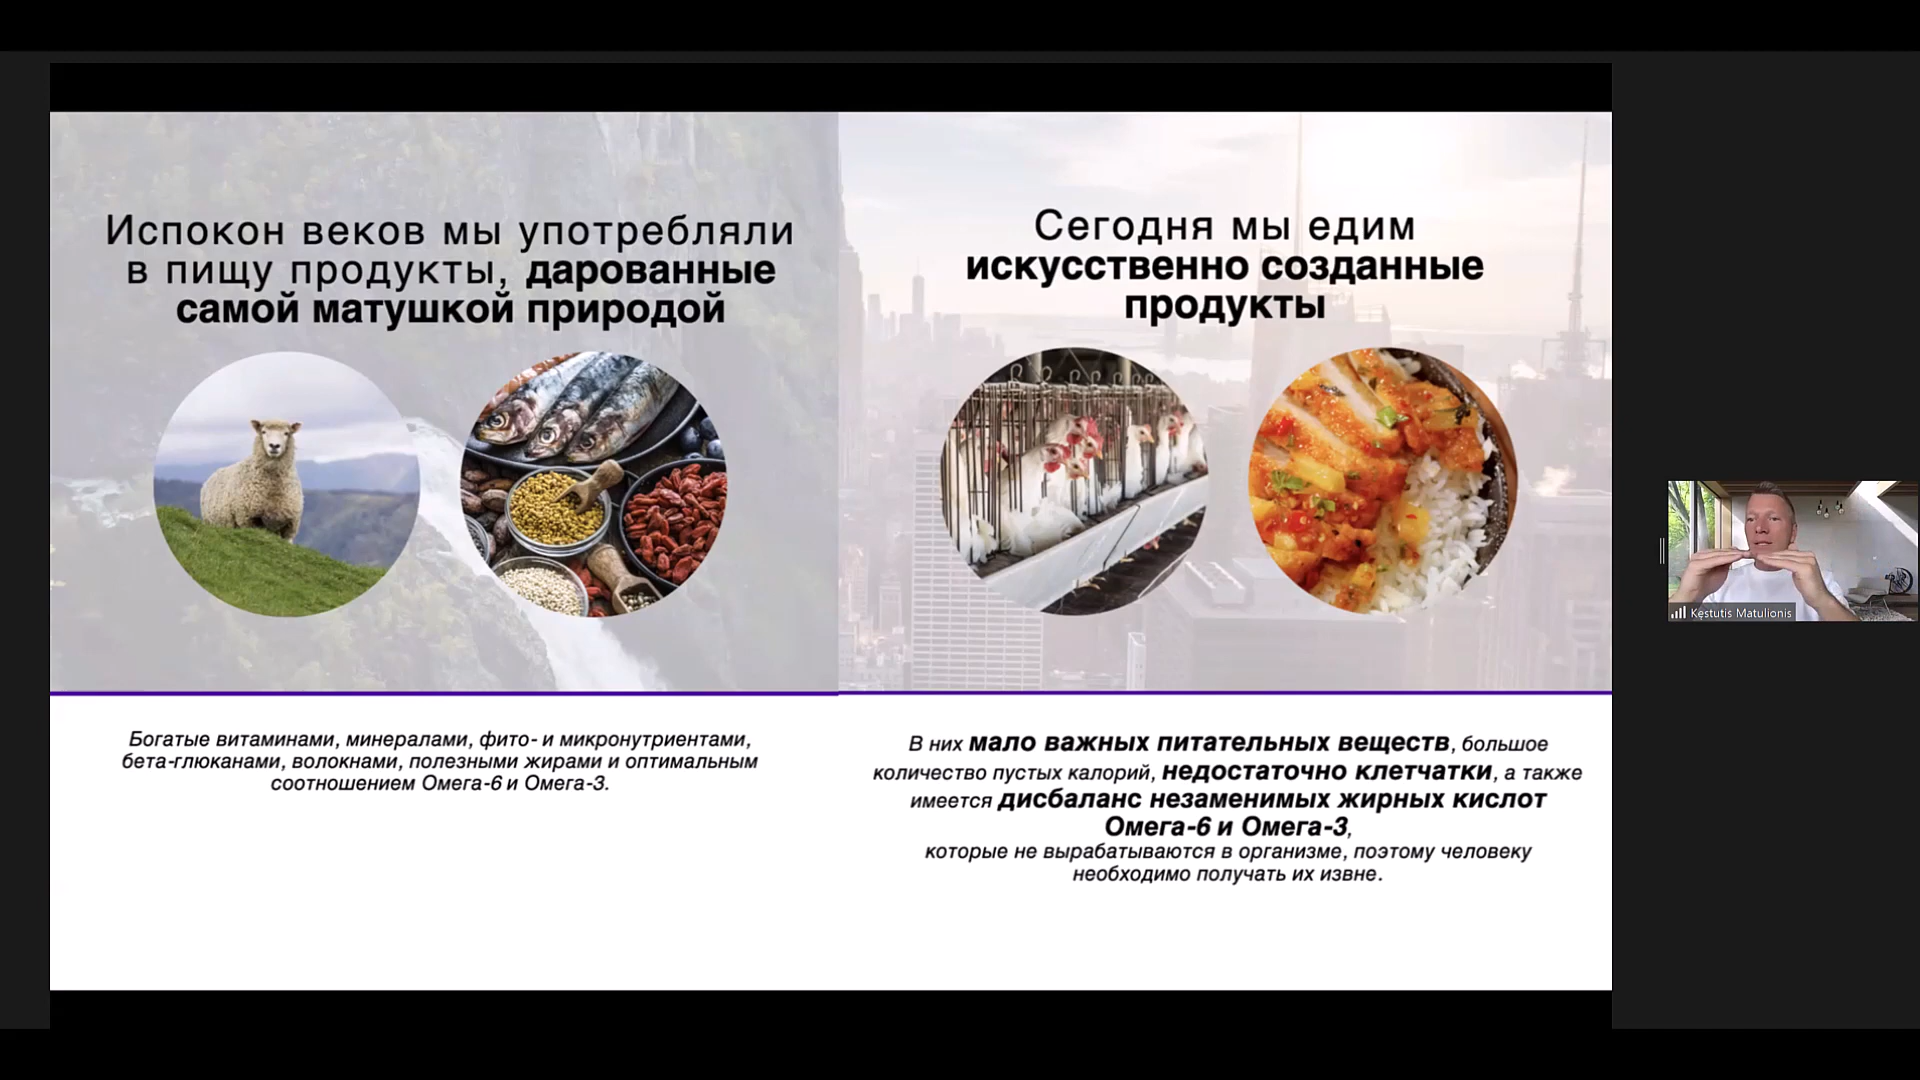 Испокон веков мы употребляли
в пищу продукты, дарованные
самой матушкой природой
Богатые витаминами, минералами, фито- и микронутриентами,
бета-глюканами, волокнами, полезными жирами и оптимальным
соотношением Омега-6 и Омега-3.
Сегодня мы едим
искусственно созданные
продукты
В них мало важных питательных веществ, большое
количество пустых калорий, недостаточно клетчатки, а также
имеется дисбаланс незаменимых жирных кислот
Омега-6 и Омега-3,
которые не вырабатываются в организме, поэтому человеку
необходимо получать их извне.
Kęstutis Matulionis